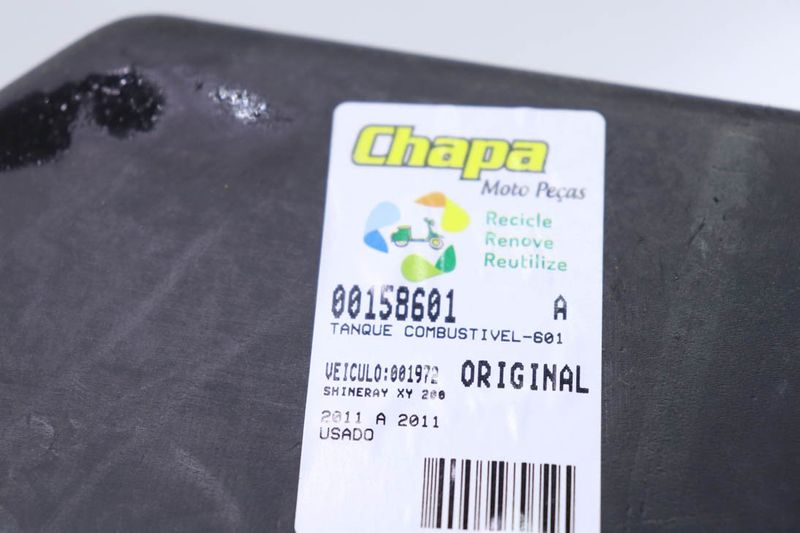 Chapa
Moto Peças
Recicle
Renove
Reutilize
00158601 A
TANQUE COMBUSTIVEL-601
VEICULO:001972 ORIGINAL
SHINERAY XY 200
2011 A 2011
USADO